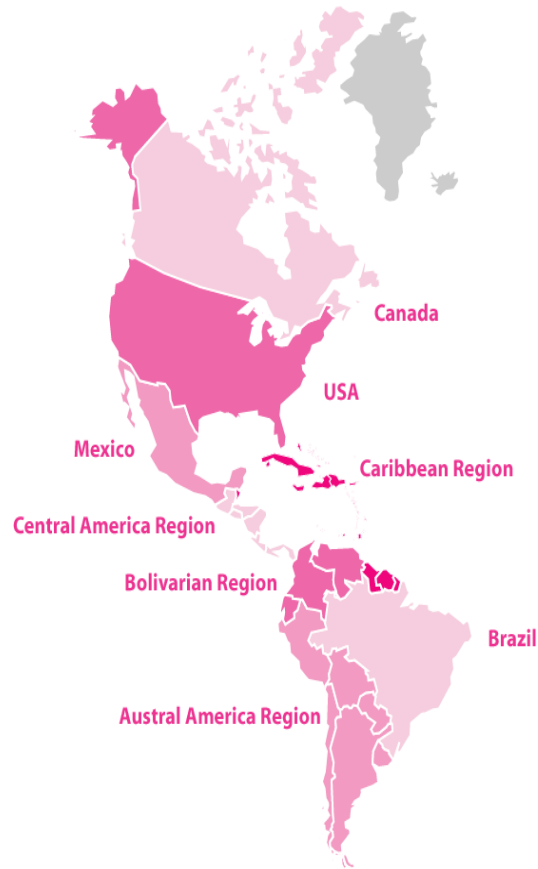 Canada
USA
Mexico
Caribbean Region
Central America Region
Bolivarian Region
Brazil
Austral America Region